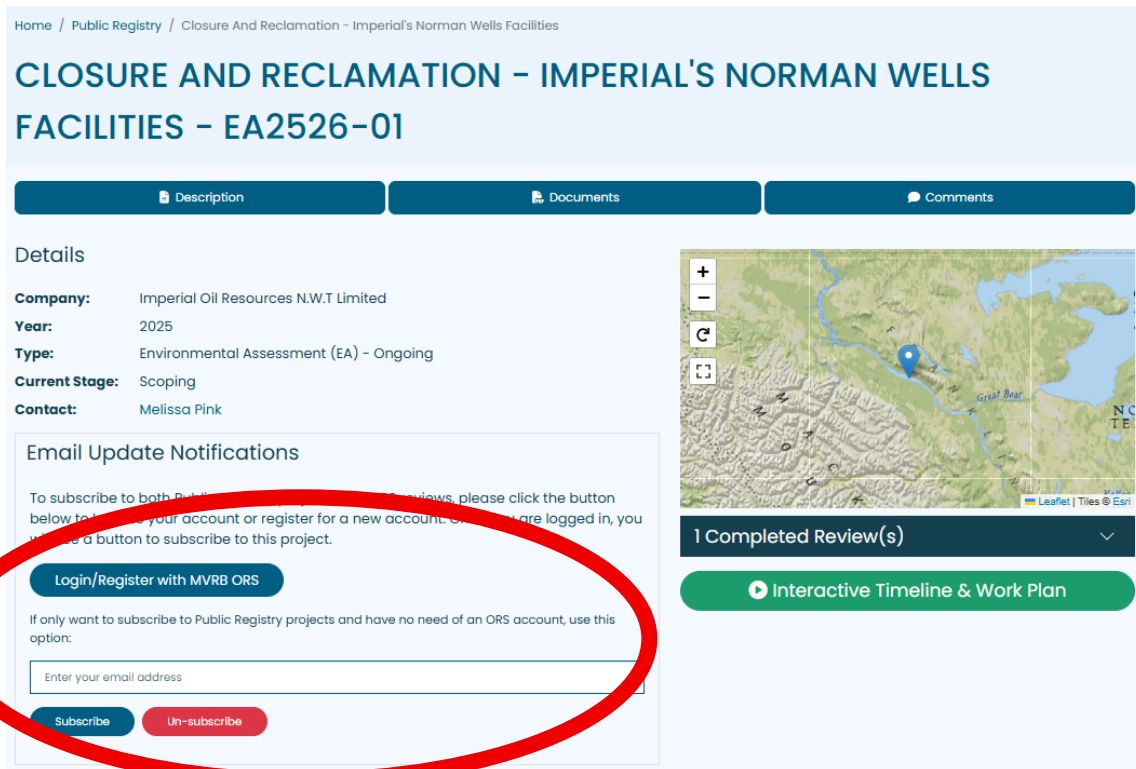 Home / Public Registry / Closure And Reclamation - Imperial's Norman Wells Facilities
CLOSURE AND RECLAMATION - IMPERIAL'S NORMAN WELLS
FACILITIES - EA2526-01
Description
Documents
Comments
Details
Company: Imperial Oil Resources N.W.T Limited
Year: 2025
Type: Environmental Assessment (EA) - Ongoing
Current Stage: Scoping
Contact: Melissa Pink
Email Update Notifications
To subscribe to both reviews, please click the button
below to your account or register for a new account. are logged in, you
a button to subscribe to this project.
Login/Register with MVRB ORS
If only want to subscribe to Public Registry projects and have no need of an ORS account, use this
option:
Enter your email address
Subscribe
Un-subscribe
+
−
Great Bear
Leaflet | Tiles © Esri
1 Completed Review(s)
Interactive Timeline & Work Plan